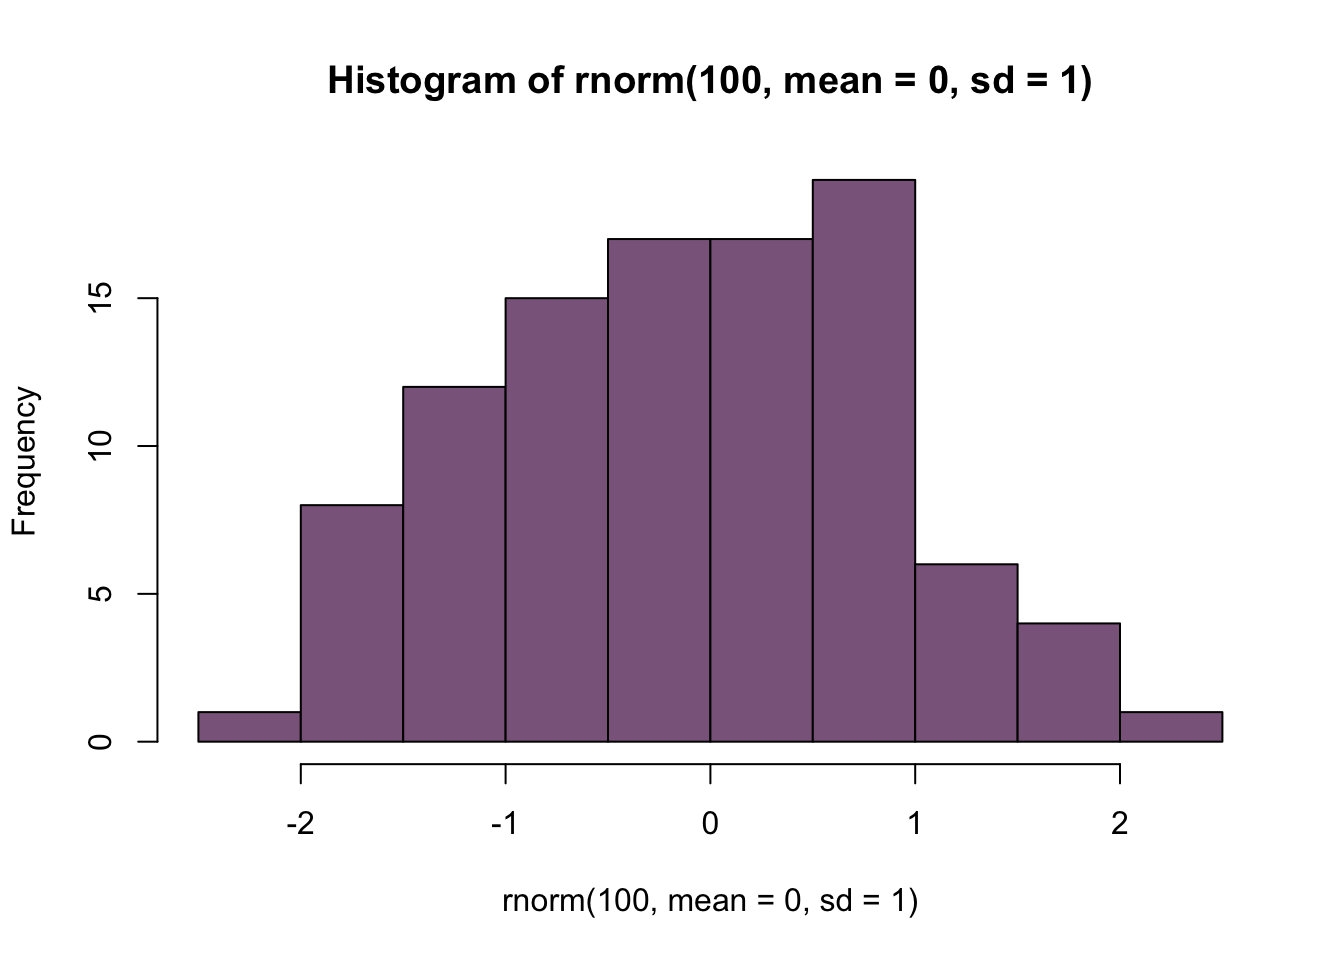 Histogram of rnorm(100, mean = 0, sd = 1)
Frequency
15
10
5
0
-2 -1 0 1 2
rnorm(100, mean = 0, sd = 1)